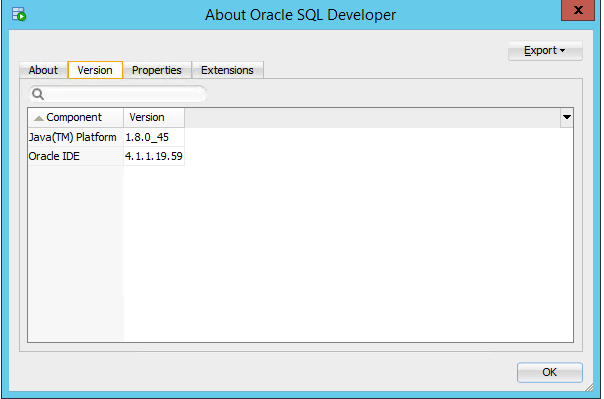 About Oracle SQL Developer
x
Export
About Version Properties Extensions
Component Version
Java(TM) Platform 1.8.0_45
Oracle IDE 4.1.1.19.59
OK